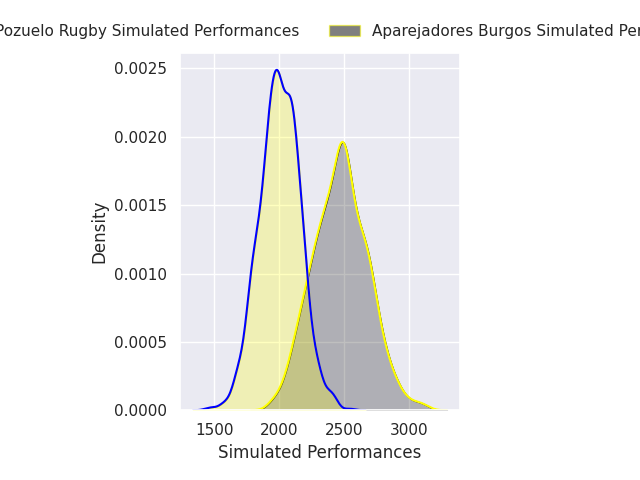 Pozuelo Rugby Simulated Performances
Aparejadores Burgos Simulated
0.0025
0.0020
0.0015
0.0010
0.0005
0.0000
Density
1500 2000 2500 3000
Simulated Performances